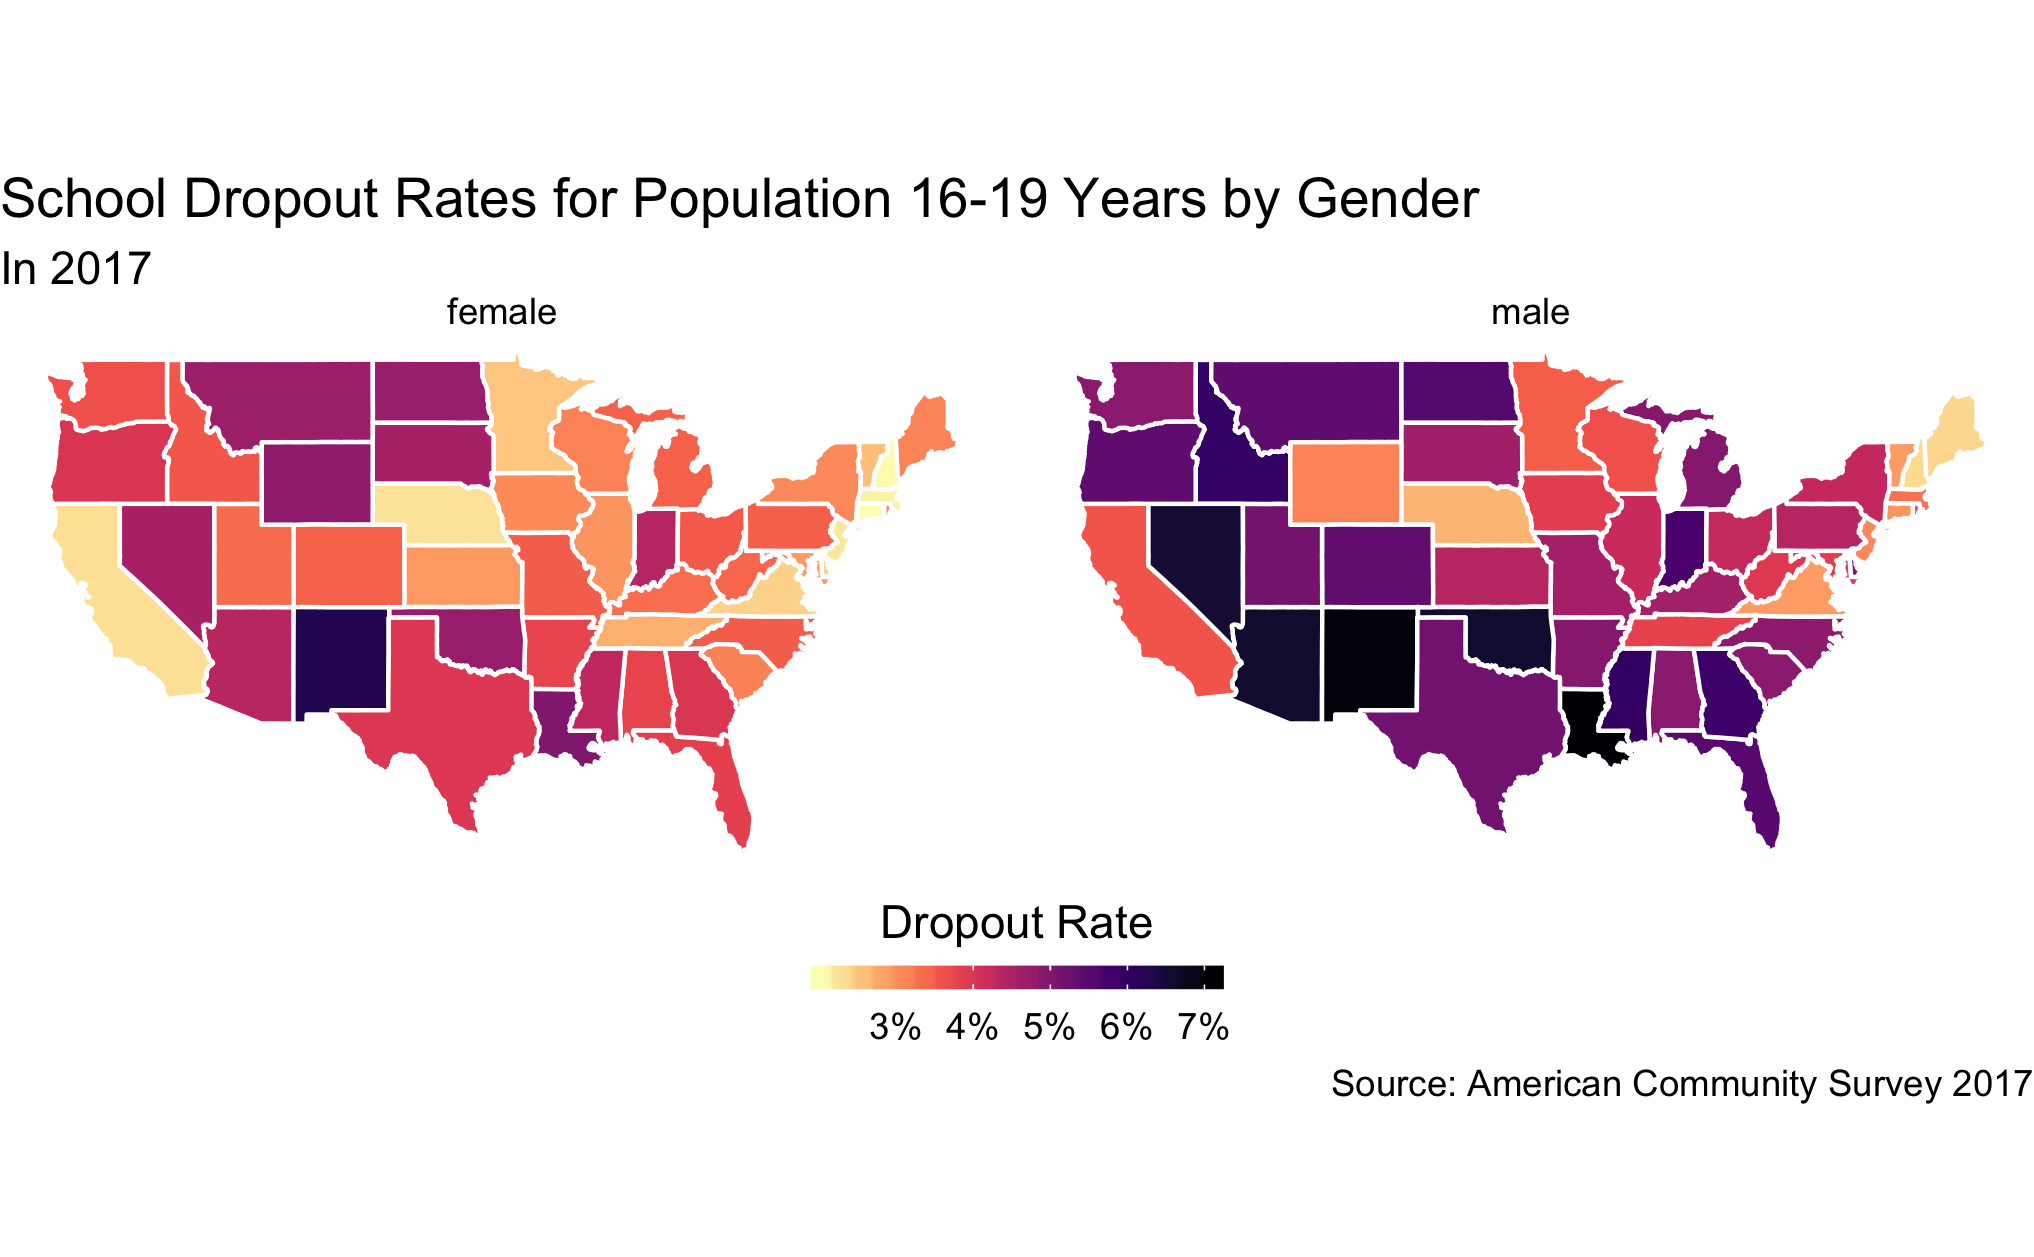 School Dropout Rates for Population 16-19 Years by Gender
In 2017
female
male
Dropout Rate
3% 4% 5% 6% 7%
Source: American Community Survey 2017